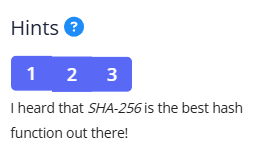 Hints ?
1 2 3
I heard that SHA-256 is the best hash
function out there!